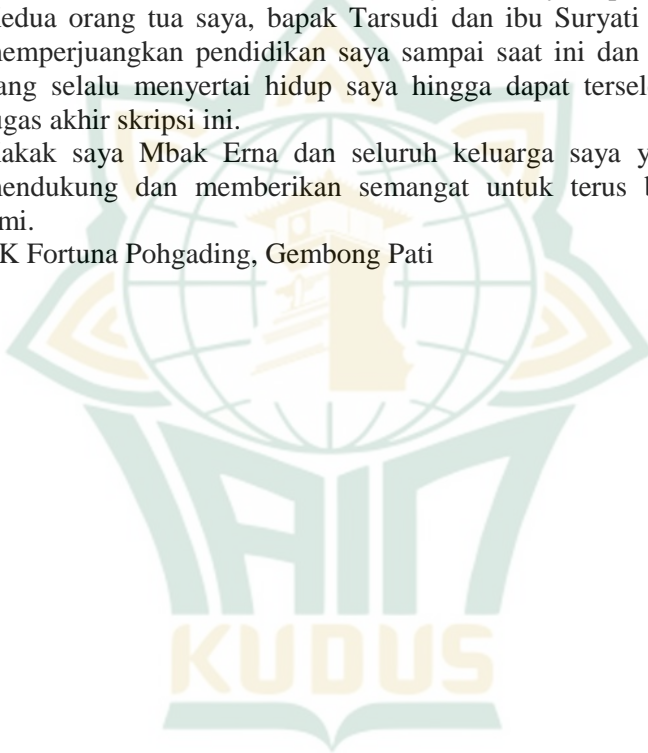 kedua orang tua saya, bapak Tarsudi dan ibu Suryati
memperjuangkan pendidikan saya sampai saat ini dan
yang selalu menyertai hidup saya hingga dapat tersel
tugas akhir skripsi ini.
kakak saya Mbak Erna dan seluruh keluarga saya y
mendukung dan memberikan semangat untuk terus b
mi.
K Fortuna Pohgading, Gembong Pati
IAIN
KUDUS